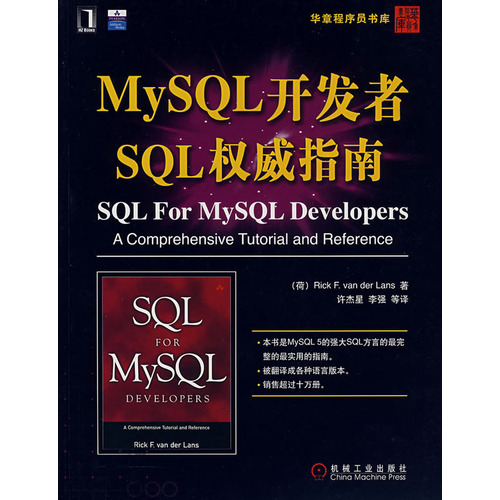 HZ Books
PEARSON
Addison
Wesley
华章程序员书库
MySQL开发者
SQL权威指南
SQL For MySQL Developers
A Comprehensive Tutorial and Reference
(荷) Rick F. van der Lans 著
许杰星 李强 等译
SQL
FOR
MySQL
DEVELOPERS
A Comprehensive Tutorial and Reference
Rick F. van der Lans
• 本书是MySQL 5的强大SQL方言的最完
整的最实用的指南。
• 被翻译成各种语言版本。
• 销售超过十万册。
机械工业出版社
China Machine Press